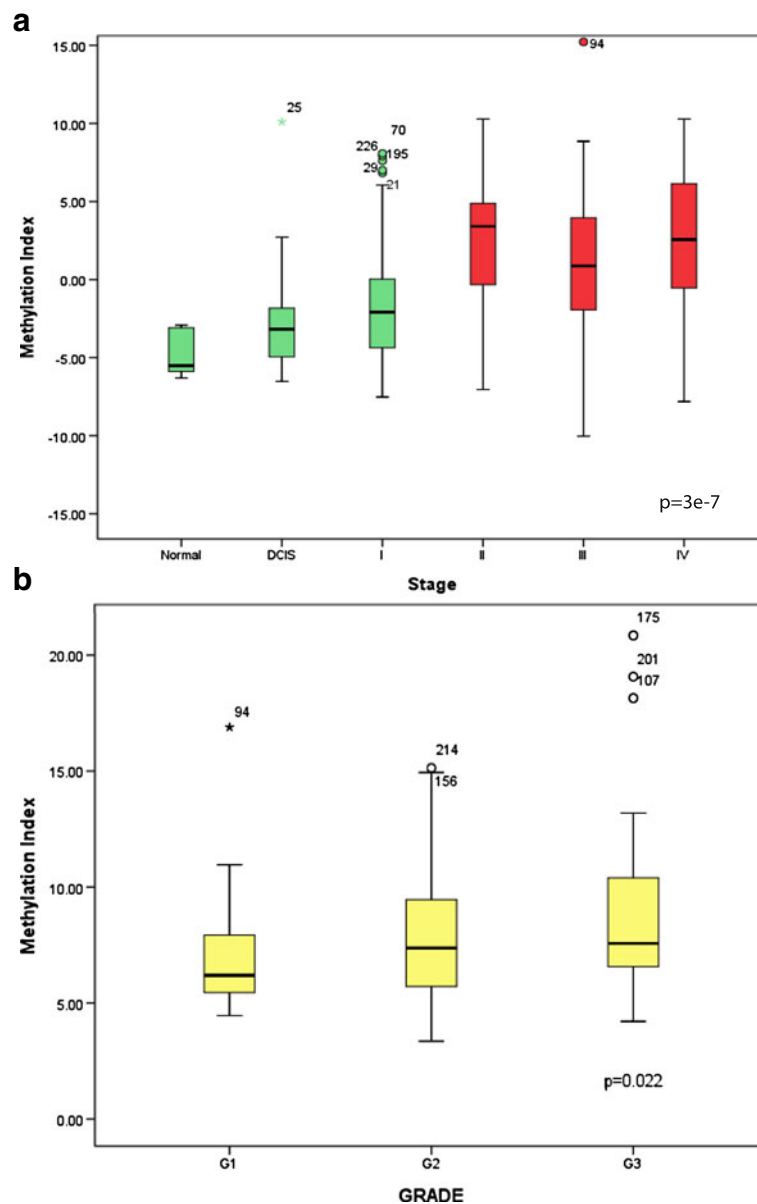 a
15.00
10.00
5.00
0.00
-5.00
-10.00
-15.00
Methylation Index
94
25
70
226
195
29
21
p=3e-7
Normal
DCIS
I
II
III
IV
Stage
b
20.00
15.00
10.00
5.00
0.00
Methylation Index
175
201
107
94
214
156
p=0.022
G1
G2
G3
GRADE